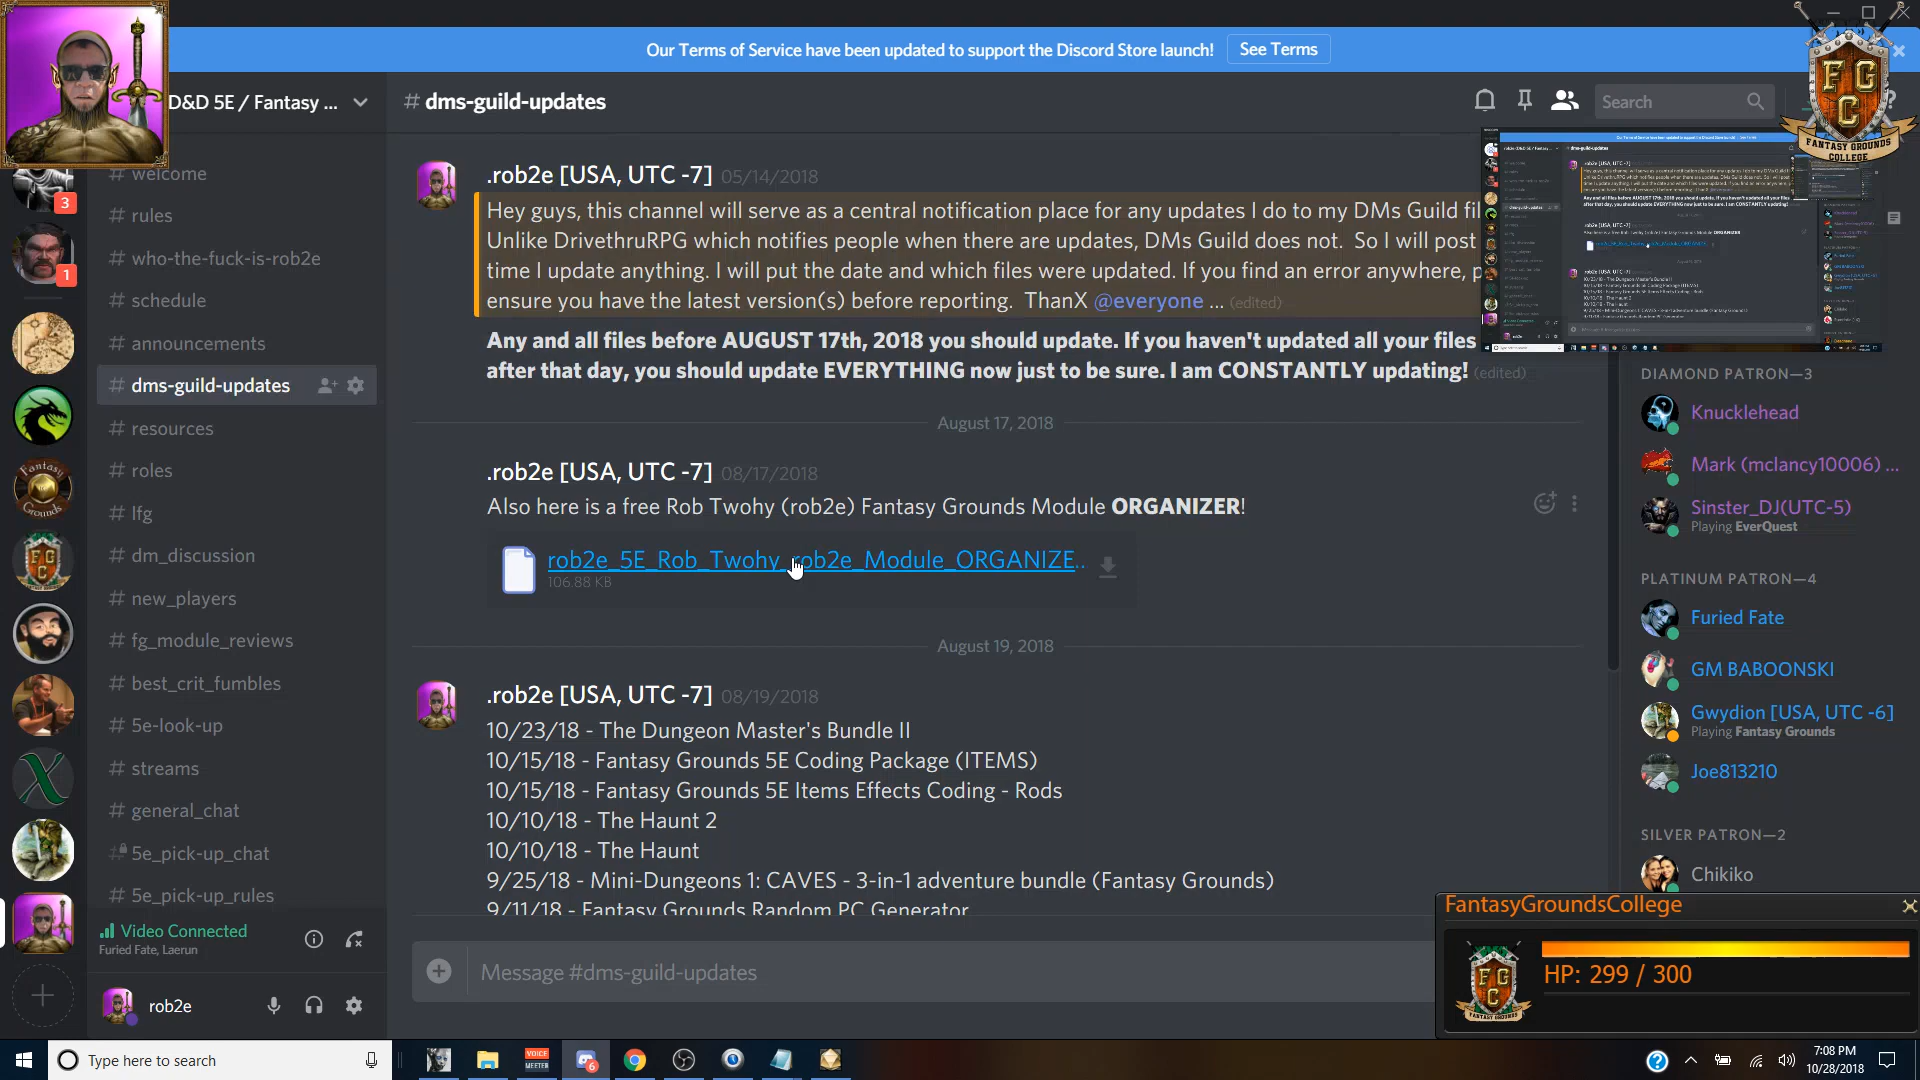 Our Terms of Service have been updated to support the Discord Store launch!
See Terms
D&D 5E / Fantasy ...
# dms-guild-updates
Search
# welcome
# rules
# who-the-fuck-is-rob2e
# schedule
# announcements
# dms-guild-updates
# resources
# roles
# lfg
# dm_discussion
# new_players
# fg_module_reviews
# best_crit_fumbles
# 5e-look-up
# streams
# general_chat
# 5e_pick-up_chat
# 5e_pick-up_rules
3
1
Fantasy
Grounds
FGC
Video Connected
Furied Fate, Laerun
rob2e
.rob2e [USA, UTC -7] 05/14/2018
Hey guys, this channel will serve as a central notification place for any updates I do to my DMs Guild fil
Unlike DrivethruRPG which notifies people when there are updates, DMs Guild does not. So I will post
time I update anything. I will put the date and which files were updated. If you find an error anywhere, p
ensure you have the latest version(s) before reporting. ThanX @everyone ... (edited)
Any and all files before AUGUST 17th, 2018 you should update. If you haven't updated all your files
after that day, you should update EVERYTHING now just to be sure. I am CONSTANTLY updating! (edited)
August 17, 2018
.rob2e [USA, UTC -7] 08/17/2018
Also here is a free Rob Twohy (rob2e) Fantasy Grounds Module ORGANIZER!
rob2e_5E_Rob_Twohy_rob2e_Module_ORGANIZE...
106.88 KB
August 19, 2018
.rob2e [USA, UTC -7] 08/19/2018
10/23/18 - The Dungeon Master's Bundle II
10/15/18 - Fantasy Grounds 5E Coding Package (ITEMS)
10/15/18 - Fantasy Grounds 5E Items Effects Coding - Rods
10/10/18 - The Haunt 2
10/10/18 - The Haunt
9/25/18 - Mini-Dungeons 1: CAVES - 3-in-1 adventure bundle (Fantasy Grounds)
9/11/18 - Fantasy Grounds Random PC Generator
Message #dms-guild-updates
FGC
FANTASY GROUNDS
COLLEGE
DIAMOND PATRON—3
Knucklehead
Mark (mclancy10006) ...
Sinster_DJ(UTC-5)
Playing EverQuest
PLATINUM PATRON—4
Furied Fate
GM BABOONSKI
Gwydion [USA, UTC -6]
Playing Fantasy Grounds
Joe813210
SILVER PATRON—2
Chikiko
FantasyGroundsCollege
FGC
FANTASY GROUNDS
HP: 299 / 300
Type here to search
VOICE
MEETER
6
7:08 PM
10/28/2018